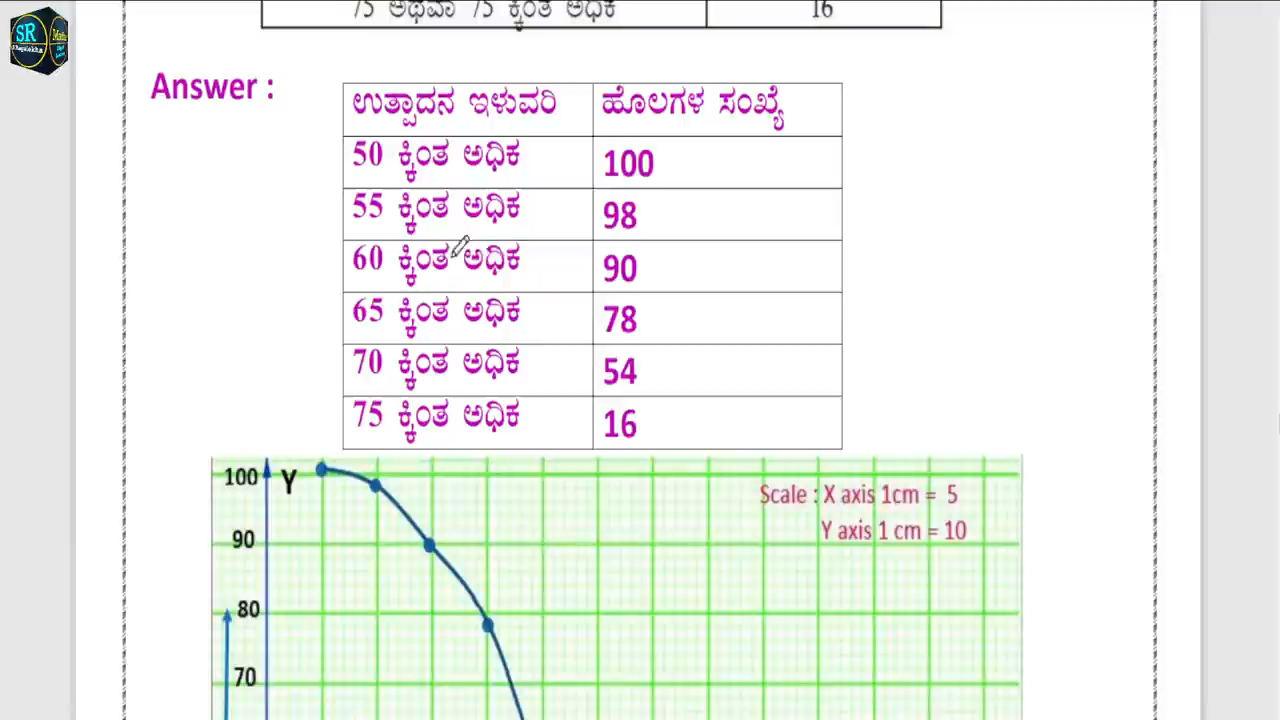 75 ಅಥವಾ 75 ಕ್ಕಿಂತ ಅಧಿಕ 16
SR
Maths
Answer :
ಉತ್ಪಾದನ ಇಳುವರಿ ಹೊಲಗಳ ಸಂಖ್ಯೆ
50 ಕ್ಕಿಂತ ಅಧಿಕ 100
55 ಕ್ಕಿಂತ ಅಧಿಕ 98
60 ಕ್ಕಿಂತ ಅಧಿಕ 90
65 ಕ್ಕಿಂತ ಅಧಿಕ 78
70 ಕ್ಕಿಂತ ಅಧಿಕ 54
75 ಕ್ಕಿಂತ ಅಧಿಕ 16
100 Y
Scale : X axis 1cm = 5
Y axis 1 cm = 10
90
80
70